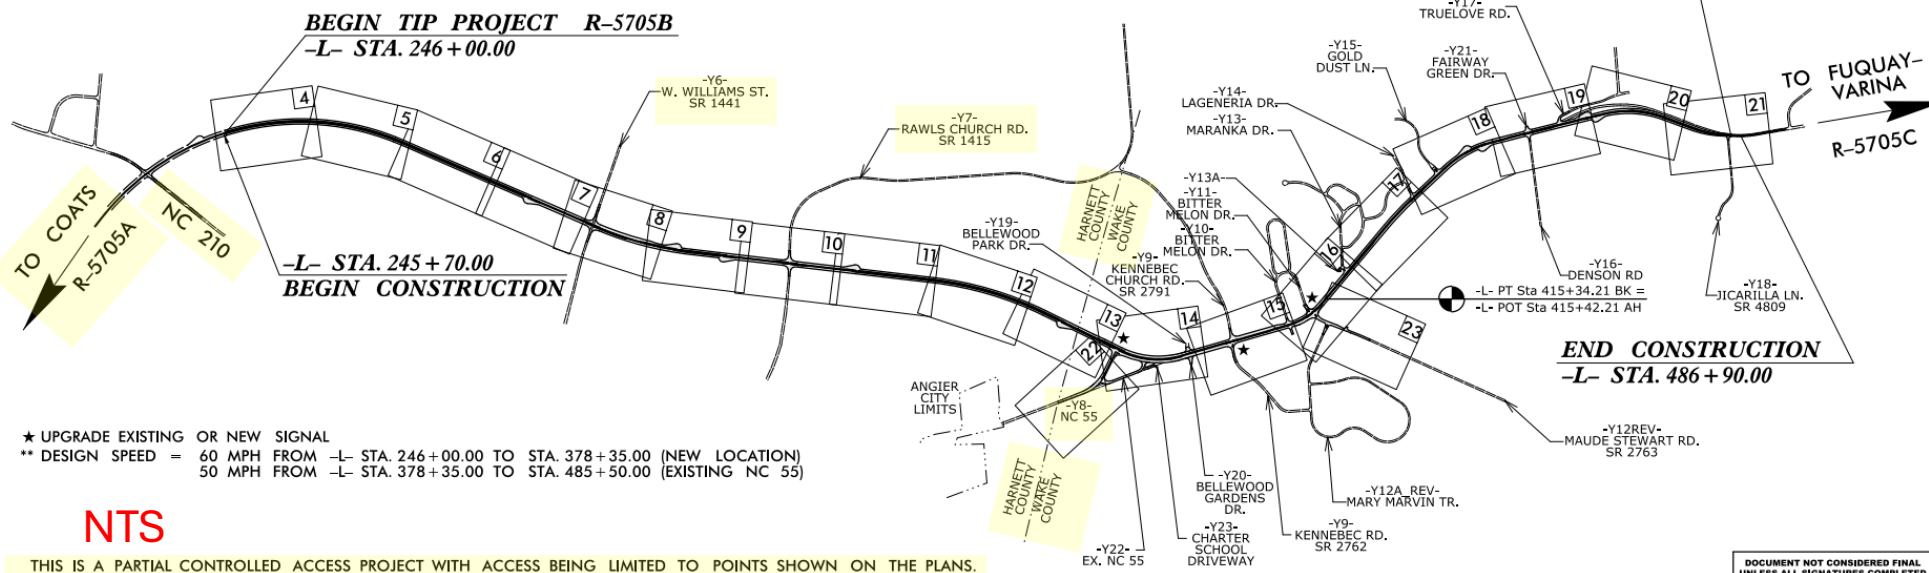 BEGIN TIP PROJECT R–5705B
–L– STA. 246+00.00
-Y6-
W. WILLIAMS ST.
SR 1441
-Y7-
RAWLS CHURCH RD.
SR 1415
-Y17-
TRUELOVE RD.
-Y15-
GOLD
DUST LN.
-Y21-
FAIRWAY
GREEN DR.
-Y14-
LAGENERIA DR.
-Y13-
MARANKA DR.
TO FUQUAY–
VARINA
R–5705C
4
5
6
7
8
9
10
11
12
13
14
15
16
17
18
19
20
21
22
23
TO COATS
R–5705A
NC 210
–L– STA. 245+70.00
BEGIN CONSTRUCTION
HARNETT
COUNTY
WAKE
COUNTY
-Y13A-
-Y11-
BITTER
MELON DR.
-Y10-
BITTER
MELON DR.
-Y19-
BELLEWOOD
PARK DR.
-Y9-
KENNEBEC
CHURCH RD.
SR 2791
-Y16-
DENSON RD
-L- PT Sta 415+34.21 BK =
-L- POT Sta 415+42.21 AH
-Y18-
JICARILLA LN.
SR 4809
END CONSTRUCTION
–L– STA. 486+90.00
ANGIER
CITY
LIMITS
-Y8-
NC 55
-Y12REV-
MAUDE STEWART RD.
SR 2763
★ UPGRADE EXISTING OR NEW SIGNAL
** DESIGN SPEED = 60 MPH FROM –L– STA. 246+00.00 TO STA. 378+35.00 (NEW LOCATION)
50 MPH FROM –L– STA. 378+35.00 TO STA. 485+50.00 (EXISTING NC 55)
HARNETT
COUNTY
WAKE
COUNTY
-Y20-
BELLEWOOD
GARDENS
DR.
-Y12A_REV-
MARY MARVIN TR.
-Y9-
KENNEBEC RD.
SR 2762
-Y23-
CHARTER
SCHOOL
DRIVEWAY
-Y22-
EX. NC 55
NTS
THIS IS A PARTIAL CONTROLLED ACCESS PROJECT WITH ACCESS BEING LIMITED TO POINTS SHOWN ON THE PLANS.
DOCUMENT NOT CONSIDERED FINAL
UNLESS ALL SIGNATURES COMPLETED